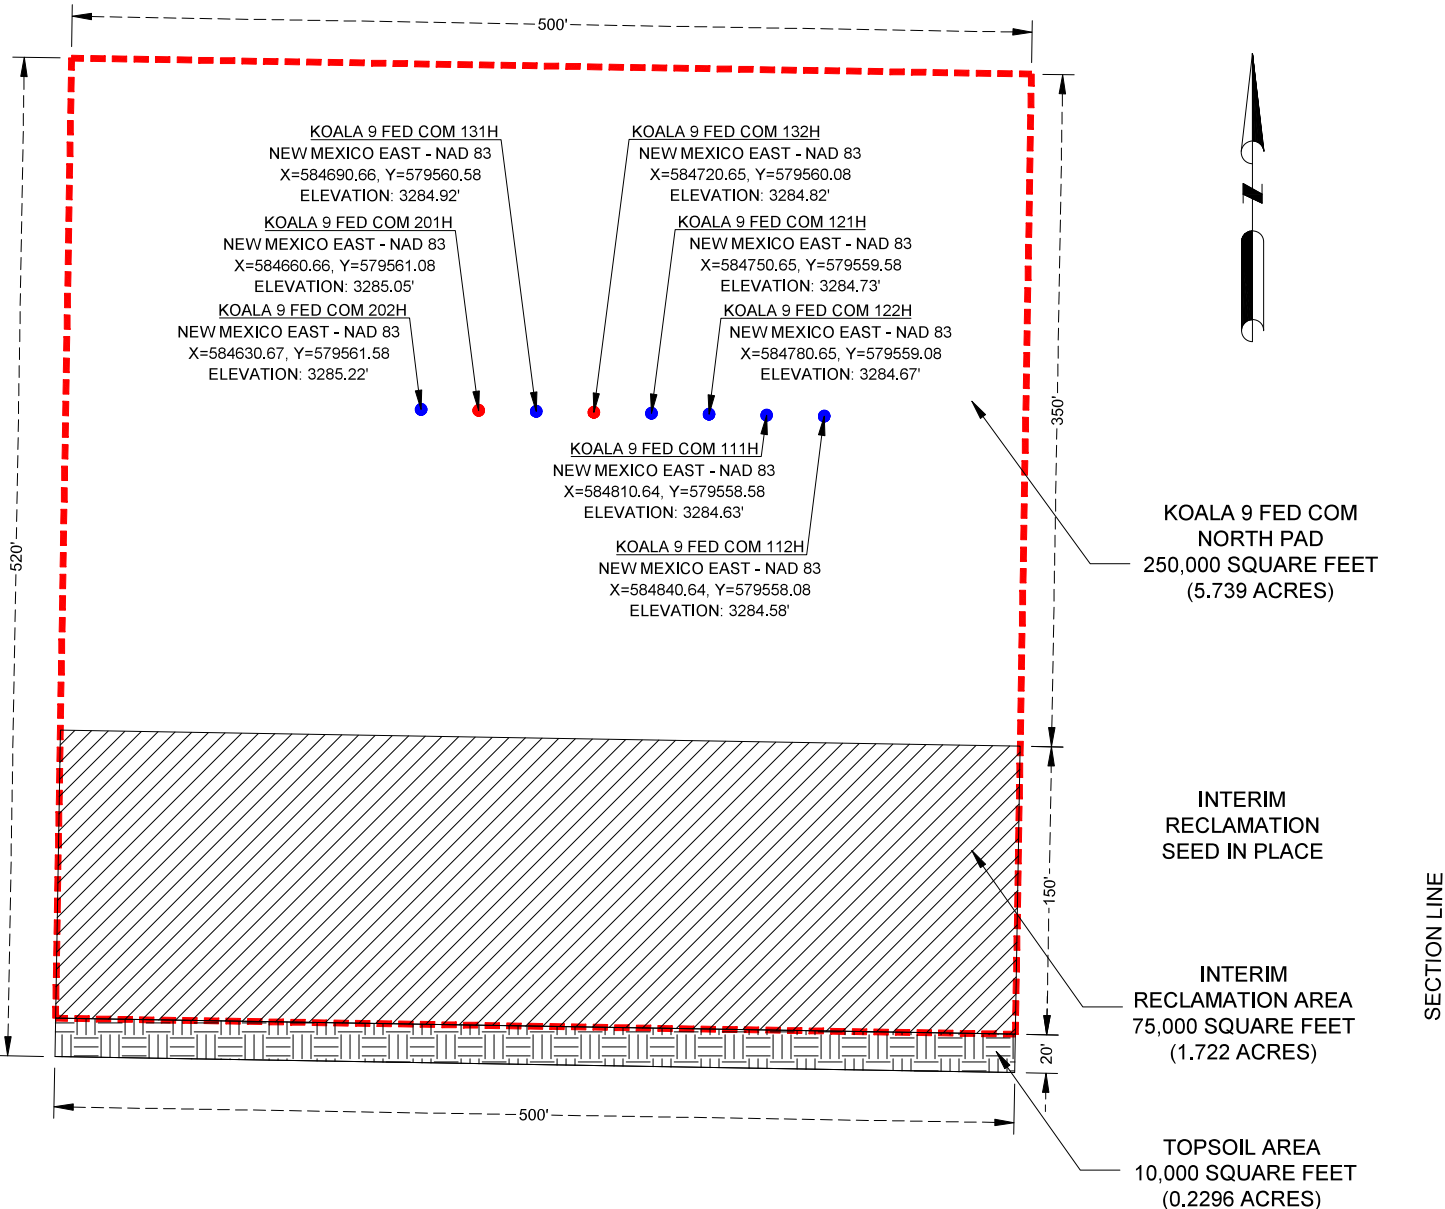 500'
KOALA 9 FED COM 131H
NEW MEXICO EAST - NAD 83
X=584690.66, Y=579560.58
ELEVATION: 3284.92'
KOALA 9 FED COM 132H
NEW MEXICO EAST - NAD 83
X=584720.65, Y=579560.08
ELEVATION: 3284.82'
KOALA 9 FED COM 201H
NEW MEXICO EAST - NAD 83
X=584660.66, Y=579561.08
ELEVATION: 3285.05'
KOALA 9 FED COM 121H
NEW MEXICO EAST - NAD 83
X=584750.65, Y=579559.58
ELEVATION: 3284.73'
KOALA 9 FED COM 202H
NEW MEXICO EAST - NAD 83
X=584630.67, Y=579561.58
ELEVATION: 3285.22'
KOALA 9 FED COM 122H
NEW MEXICO EAST - NAD 83
X=584780.65, Y=579559.08
ELEVATION: 3284.67'
KOALA 9 FED COM 111H
NEW MEXICO EAST - NAD 83
X=584810.64, Y=579558.58
ELEVATION: 3284.63'
KOALA 9 FED COM 112H
NEW MEXICO EAST - NAD 83
X=584840.64, Y=579558.08
ELEVATION: 3284.58'
520'
350'
N
KOALA 9 FED COM
NORTH PAD
250,000 SQUARE FEET
(5.739 ACRES)
INTERIM
RECLAMATION
SEED IN PLACE
150'
SECTION LINE
INTERIM
RECLAMATION AREA
75,000 SQUARE FEET
(1.722 ACRES)
20'
500'
TOPSOIL AREA
10,000 SQUARE FEET
(0.2296 ACRES)